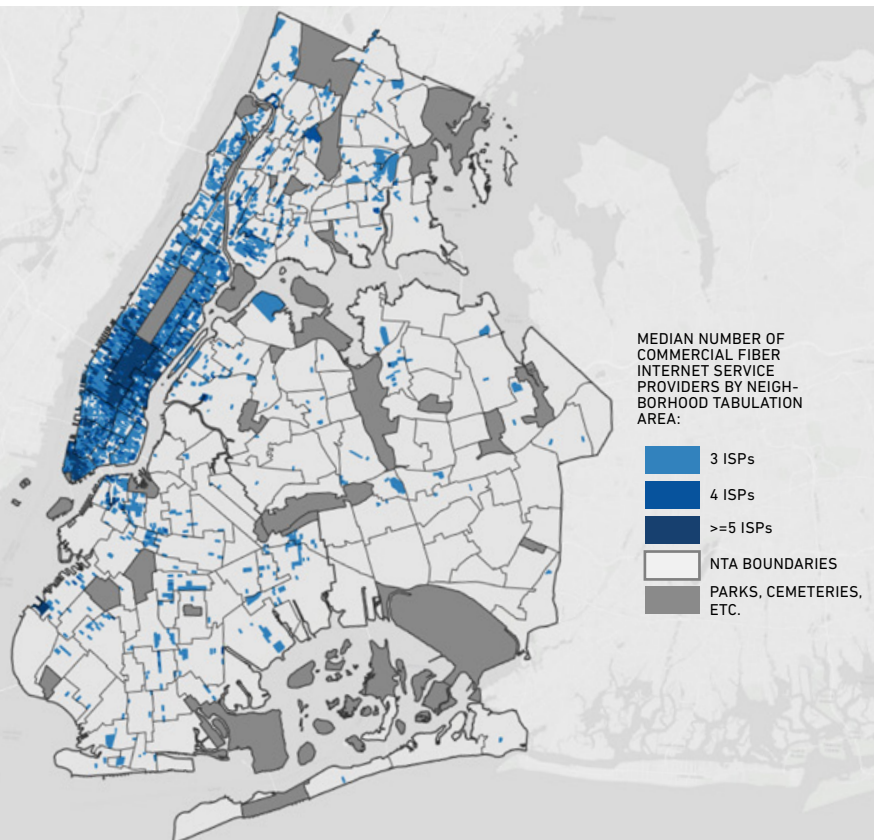 MEDIAN NUMBER OF
COMMERCIAL FIBER
INTERNET SERVICE
PROVIDERS BY NEIGH-
BORHOOD TABULATION
AREA:
3 ISPs
4 ISPs
>=5 ISPs
NTA BOUNDARIES
PARKS, CEMETERIES,
ETC.